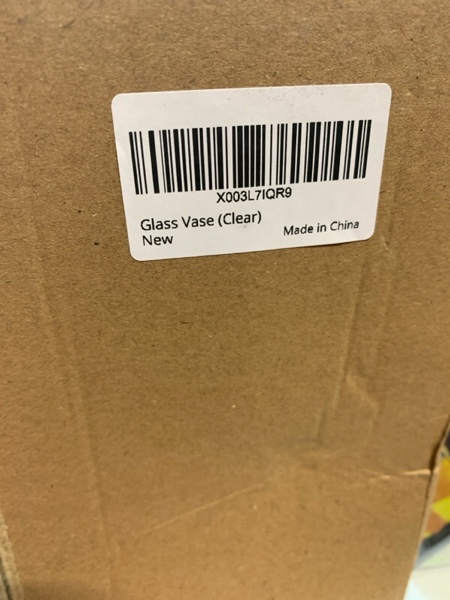 X003L7IQR9
Glass Vase (Clear)
New
Made in China